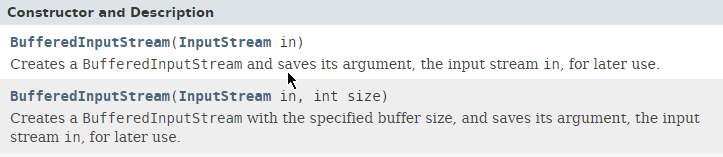 Constructor and Description
BufferedInputStream(InputStream in)
Creates a BufferedInputStream and saves its argument, the input stream in, for later use.
BufferedInputStream(InputStream in, int size)
Creates a BufferedInputStream with the specified buffer size, and saves its argument, the input
stream in, for later use.